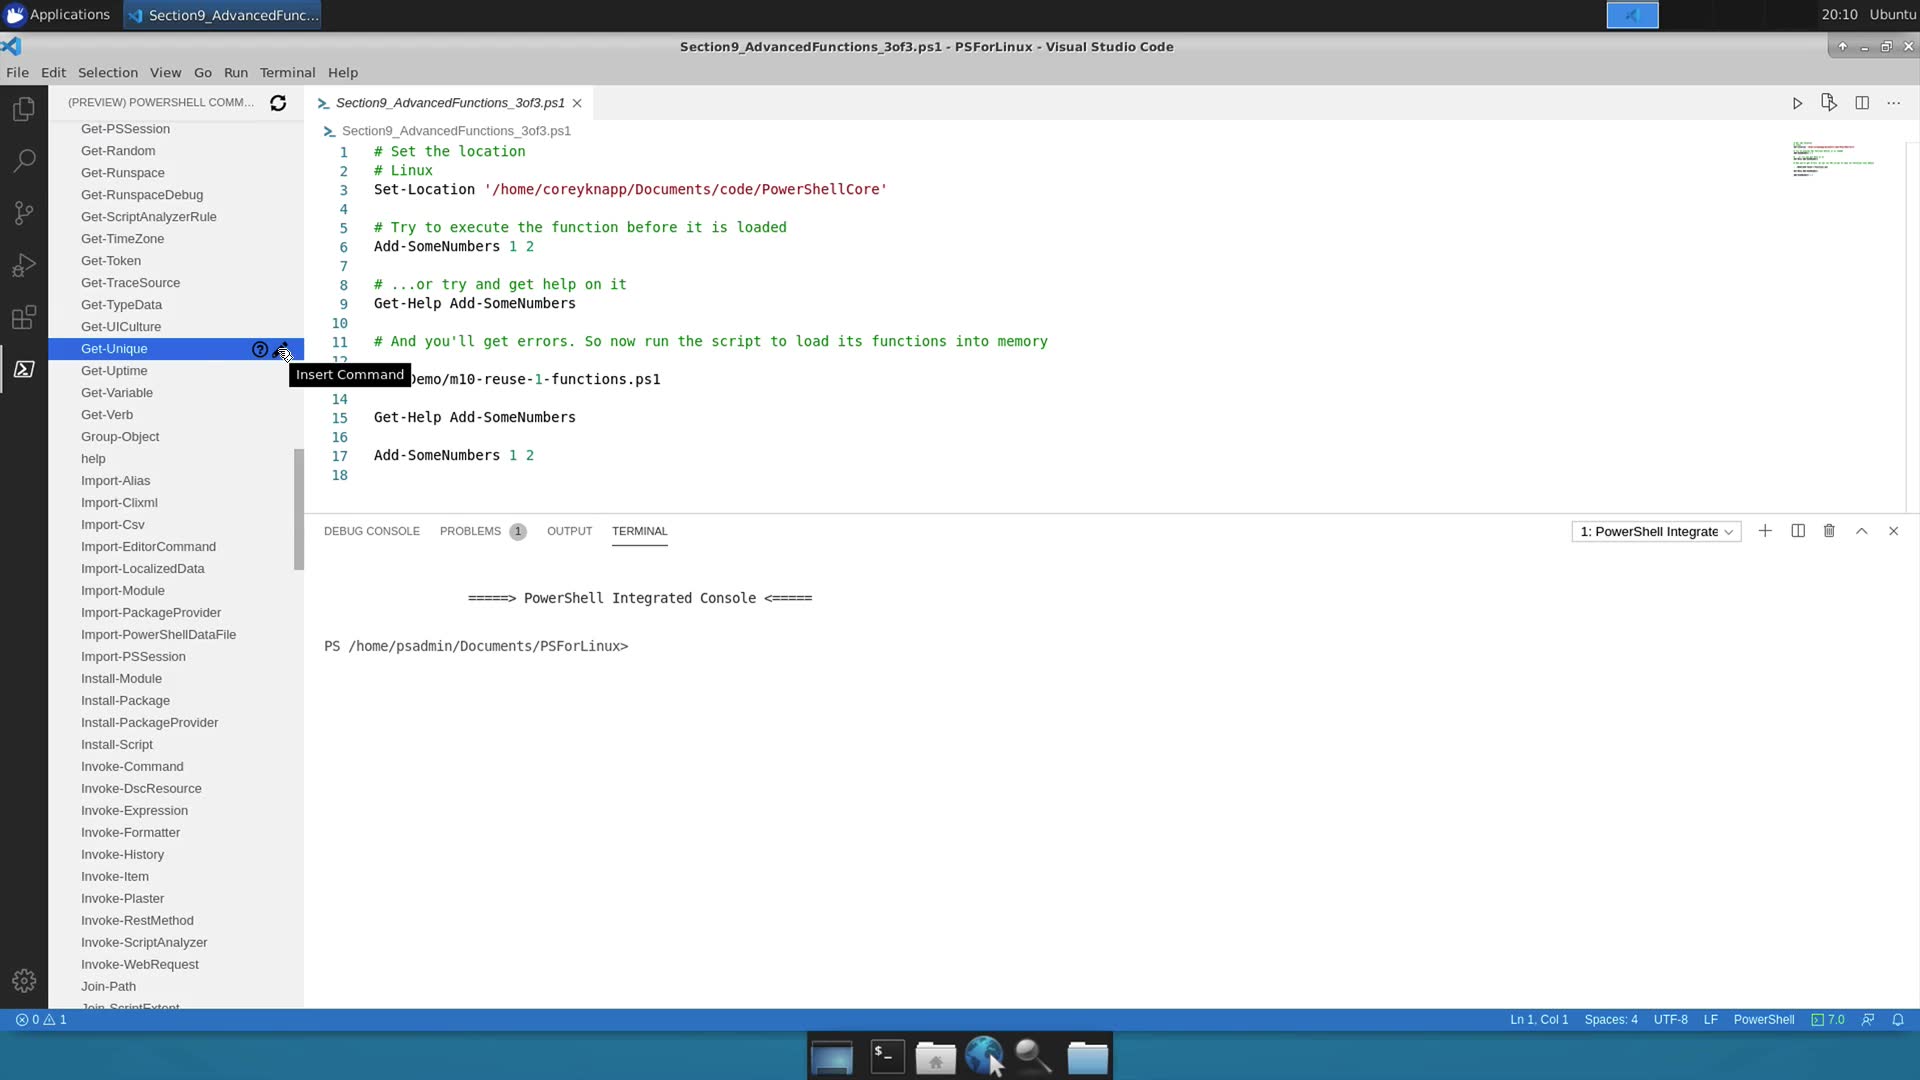 Applications
Section9_AdvancedFunc...
20:10 Ubuntu
Section9_AdvancedFunctions_3of3.ps1 - PSForLinux - Visual Studio Code
File Edit Selection View Go Run Terminal Help
(PREVIEW) POWERSHELL COMM...
Get-PSSession
Get-Random
Get-Runspace
Get-RunspaceDebug
Get-ScriptAnalyzerRule
Get-TimeZone
Get-Token
Get-TraceSource
Get-TypeData
Get-UICulture
Get-Unique
Get-Uptime
Get-Variable
Get-Verb
Group-Object
help
Import-Alias
Import-Clixml
Import-Csv
Import-EditorCommand
Import-LocalizedData
Import-Module
Import-PackageProvider
Import-PowerShellDataFile
Import-PSSession
Install-Module
Install-Package
Install-PackageProvider
Install-Script
Invoke-Command
Invoke-DscResource
Invoke-Expression
Invoke-Formatter
Invoke-History
Invoke-Item
Invoke-Plaster
Invoke-RestMethod
Invoke-ScriptAnalyzer
Invoke-WebRequest
Join-Path
Join-ScriptExtent
Insert Command
Section9_AdvancedFunctions_3of3.ps1
Section9_AdvancedFunctions_3of3.ps1
1 # Set the location
2 # Linux
3 Set-Location '/home/coreyknapp/Documents/code/PowerShellCore'
4
5 # Try to execute the function before it is loaded
6 Add-SomeNumbers 1 2
7
8 # ...or try and get help on it
9 Get-Help Add-SomeNumbers
10
11 # And you'll get errors. So now run the script to load its functions into memory
12
Demo/m10-reuse-1-functions.ps1
14
15 Get-Help Add-SomeNumbers
16
17 Add-SomeNumbers 1 2
18
DEBUG CONSOLE PROBLEMS 1 OUTPUT TERMINAL
1: PowerShell Integrate
=====> PowerShell Integrated Console <=====
PS /home/psadmin/Documents/PSForLinux>
0 1
Ln 1, Col 1 Spaces: 4 UTF-8 LF PowerShell 7.0
$_